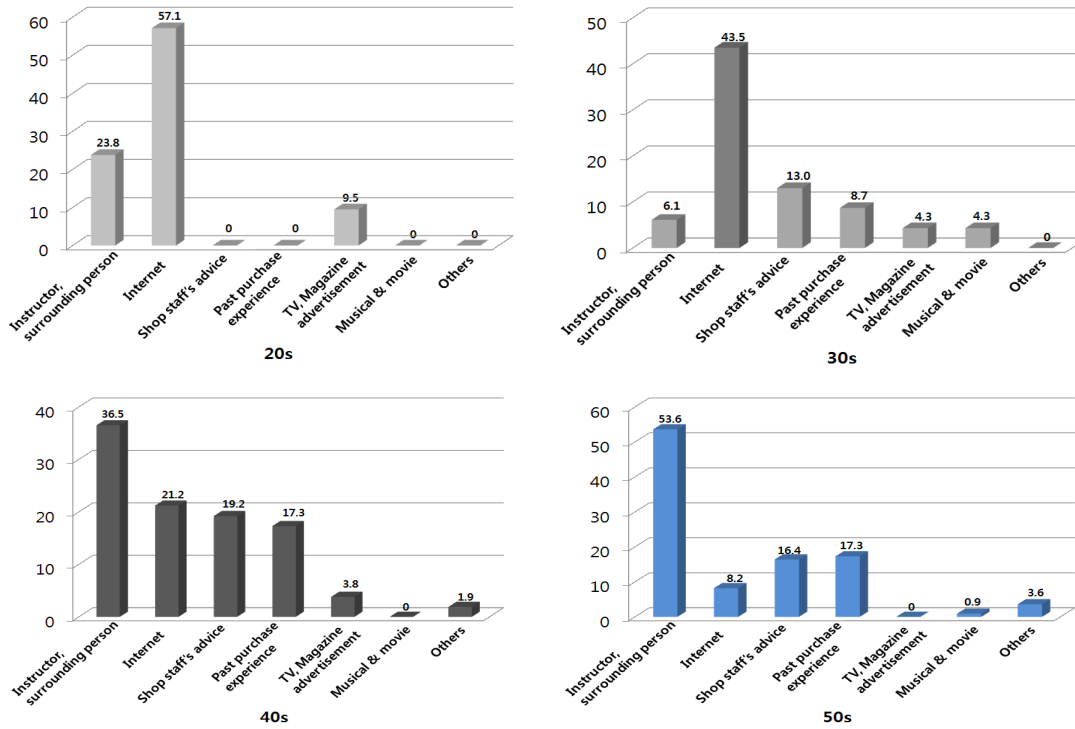 60
50
40
30
20
10
0
23.8
57.1
0
0
9.5
0
0
Instructor,
surrounding person
Internet
Shop staff's advice
Past purchase
experience
TV, Magazine
advertisement
Musical & movie
Others
20s
50
40
30
20
10
0
6.1
43.5
13.0
8.7
4.3
4.3
0
Instructor,
surrounding person
Internet
Shop staff's advice
Past purchase
experience
TV, Magazine
advertisement
Musical & movie
Others
30s
40
30
20
10
0
36.5
21.2
19.2
17.3
3.8
0
1.9
Instructor,
surrounding person
Internet
Shop staff's advice
Past purchase
experience
TV, Magazine
advertisement
Musical & movie
Others
40s
60
50
40
30
20
10
0
53.6
8.2
16.4
17.3
0
0.9
3.6
Instructor,
surrounding person
Internet
Shop staff's advice
Past purchase
experience
TV, Magazine
advertisement
Musical & movie
Others
50s